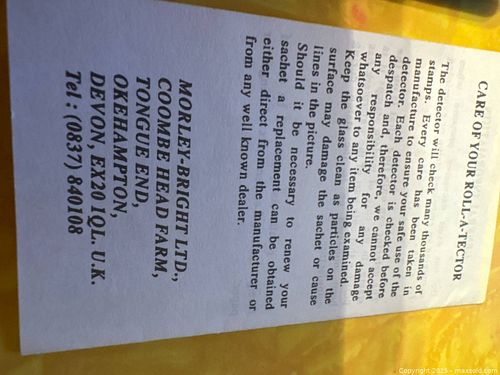 CARE OF YOUR ROLL-A-TECTOR
The detector will check many thousands of
stamps. Every care has been taken in
manufacture to ensure your safe use of the
detector. Each detector is checked before
despatch and, therefore, we cannot accept
any responsibility for any damage
whatsoever to any item being examined.
Keep the glass clean as particles on the
surface may damage the sachet or cause
lines in the picture.
Should it be necessary to renew your
sachet a replacement can be obtained
either direct from the manufacturer or
from any well known dealer.
MORLEY-BRIGHT LTD.,
COOMBE HEAD FARM,
TONGUE END,
OKEHAMPTON,
DEVON, EX20 1QL. U.K.
Tel : (0837) 840108
Copyright 2025 - maxsold.com